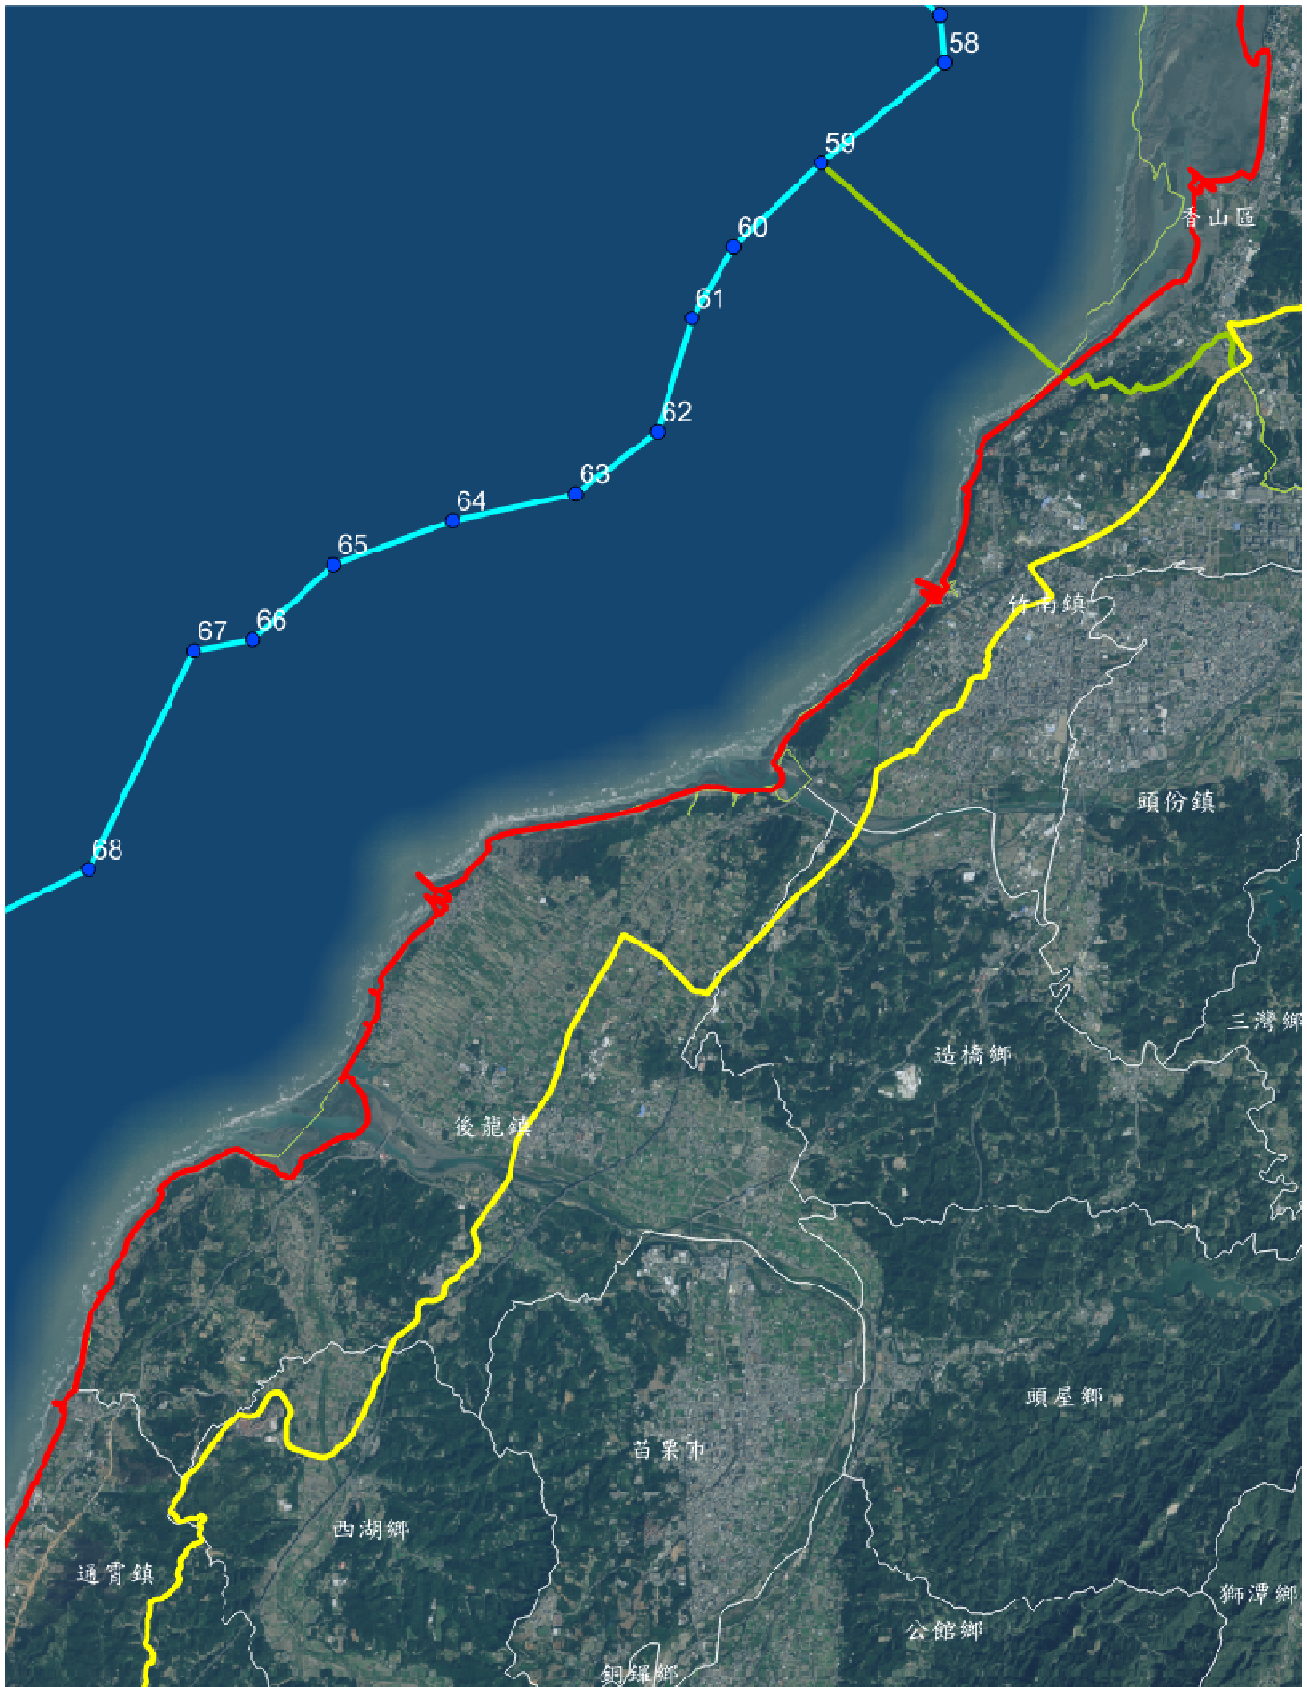 58
59
香山區
60
61
62
63
64
65
竹南鎮
66
67
頭份鎮
68
三灣鄉
造橋鄉
後龍鎮
頭屋鄉
苗栗市
西湖鄉
通霄鎮
獅潭鄉
公館鄉
銅鑼鄉